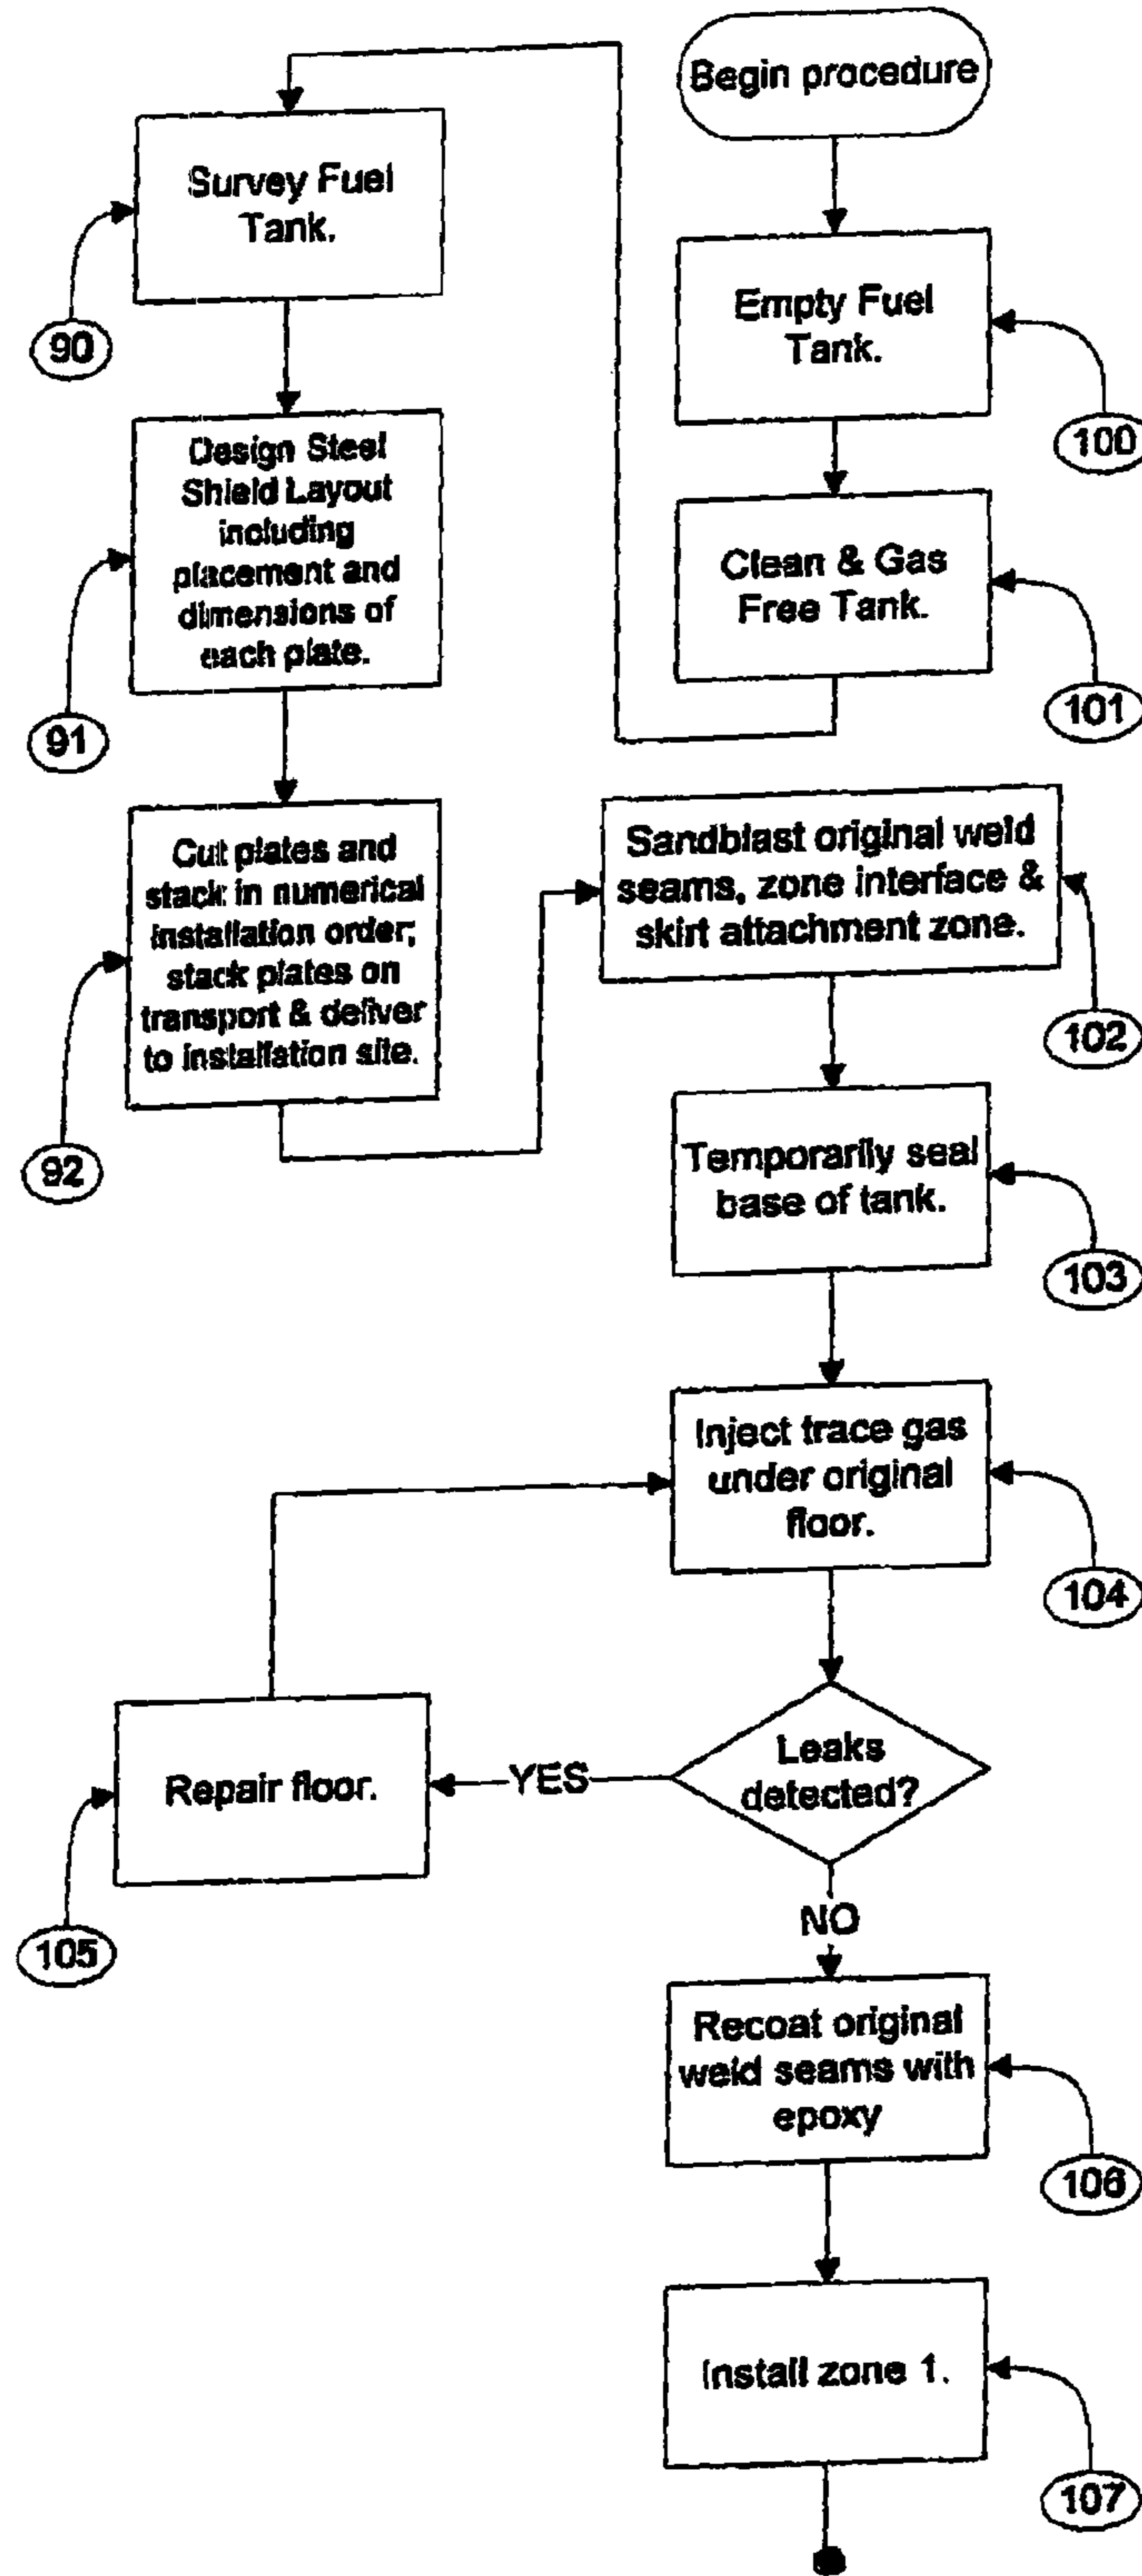 Begin procedure
Empty Fuel
Tank.
100
Clean & Gas
Free Tank.
101
Survey Fuel
Tank.
90
Design Steel
Shield Layout
including
placement and
dimensions of
each plate.
91
Cut plates and
stack in numerical
installation order;
stack plates on
transport & deliver
to installation site.
92
Sandblast original weld
seams, zone interface &
skirt attachment zone.
102
Temporarily seal
base of tank.
103
Inject trace gas
under original
floor.
104
Leaks
detected?
YES
Repair floor.
105
NO
Recoat original
weld seams with
epoxy
106
Install zone 1.
107